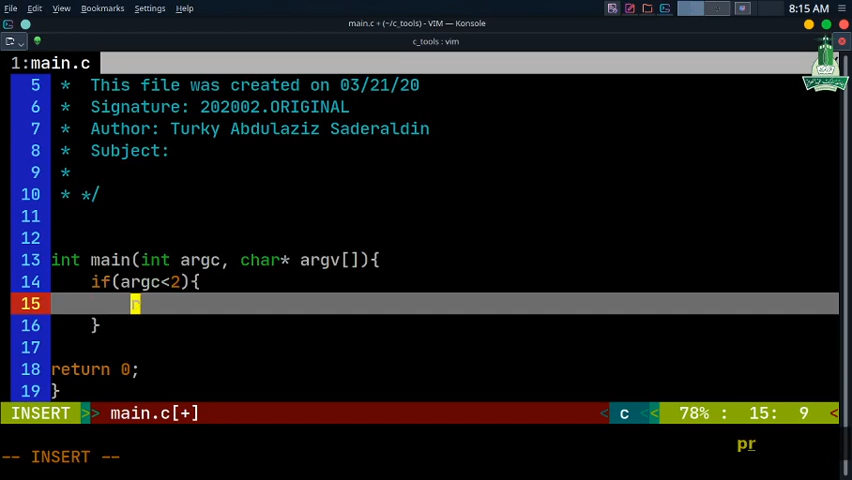 File Edit View Bookmarks Settings Help 8:15 AM
main.c + (~/c_tools) - VIM — Konsole
c_tools : vim
1:main.c
5 * This file was created on 03/21/20
6 * Signature: 202002.ORIGINAL
7 * Author: Turky Abdulaziz Saderaldin
8 * Subject:
9 *
10 * */
11
12
13 int main(int argc, char* argv[]){
14 if(argc<2){
15 r
16 }
17
18 return 0;
19 }
INSERT >> main.c[+] < c << 78% : 15: 9 <
pr
-- INSERT --